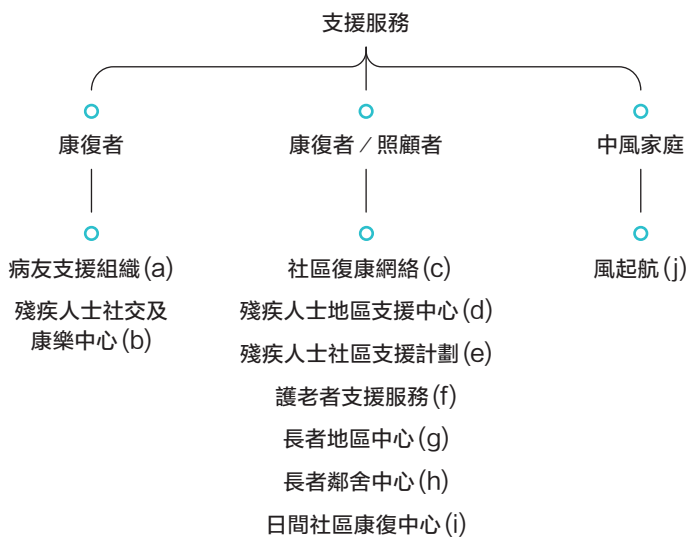 支援服務
康復者
康復者／照顧者
中風家庭
病友支援組織(a)
殘疾人士社交及
康樂中心(b)
社區復康網絡(c)
殘疾人士地區支援中心(d)
殘疾人士社區支援計劃(e)
護老者支援服務(f)
長者地區中心(g)
長者鄰舍中心(h)
日間社區康復中心(i)
風起航(j)